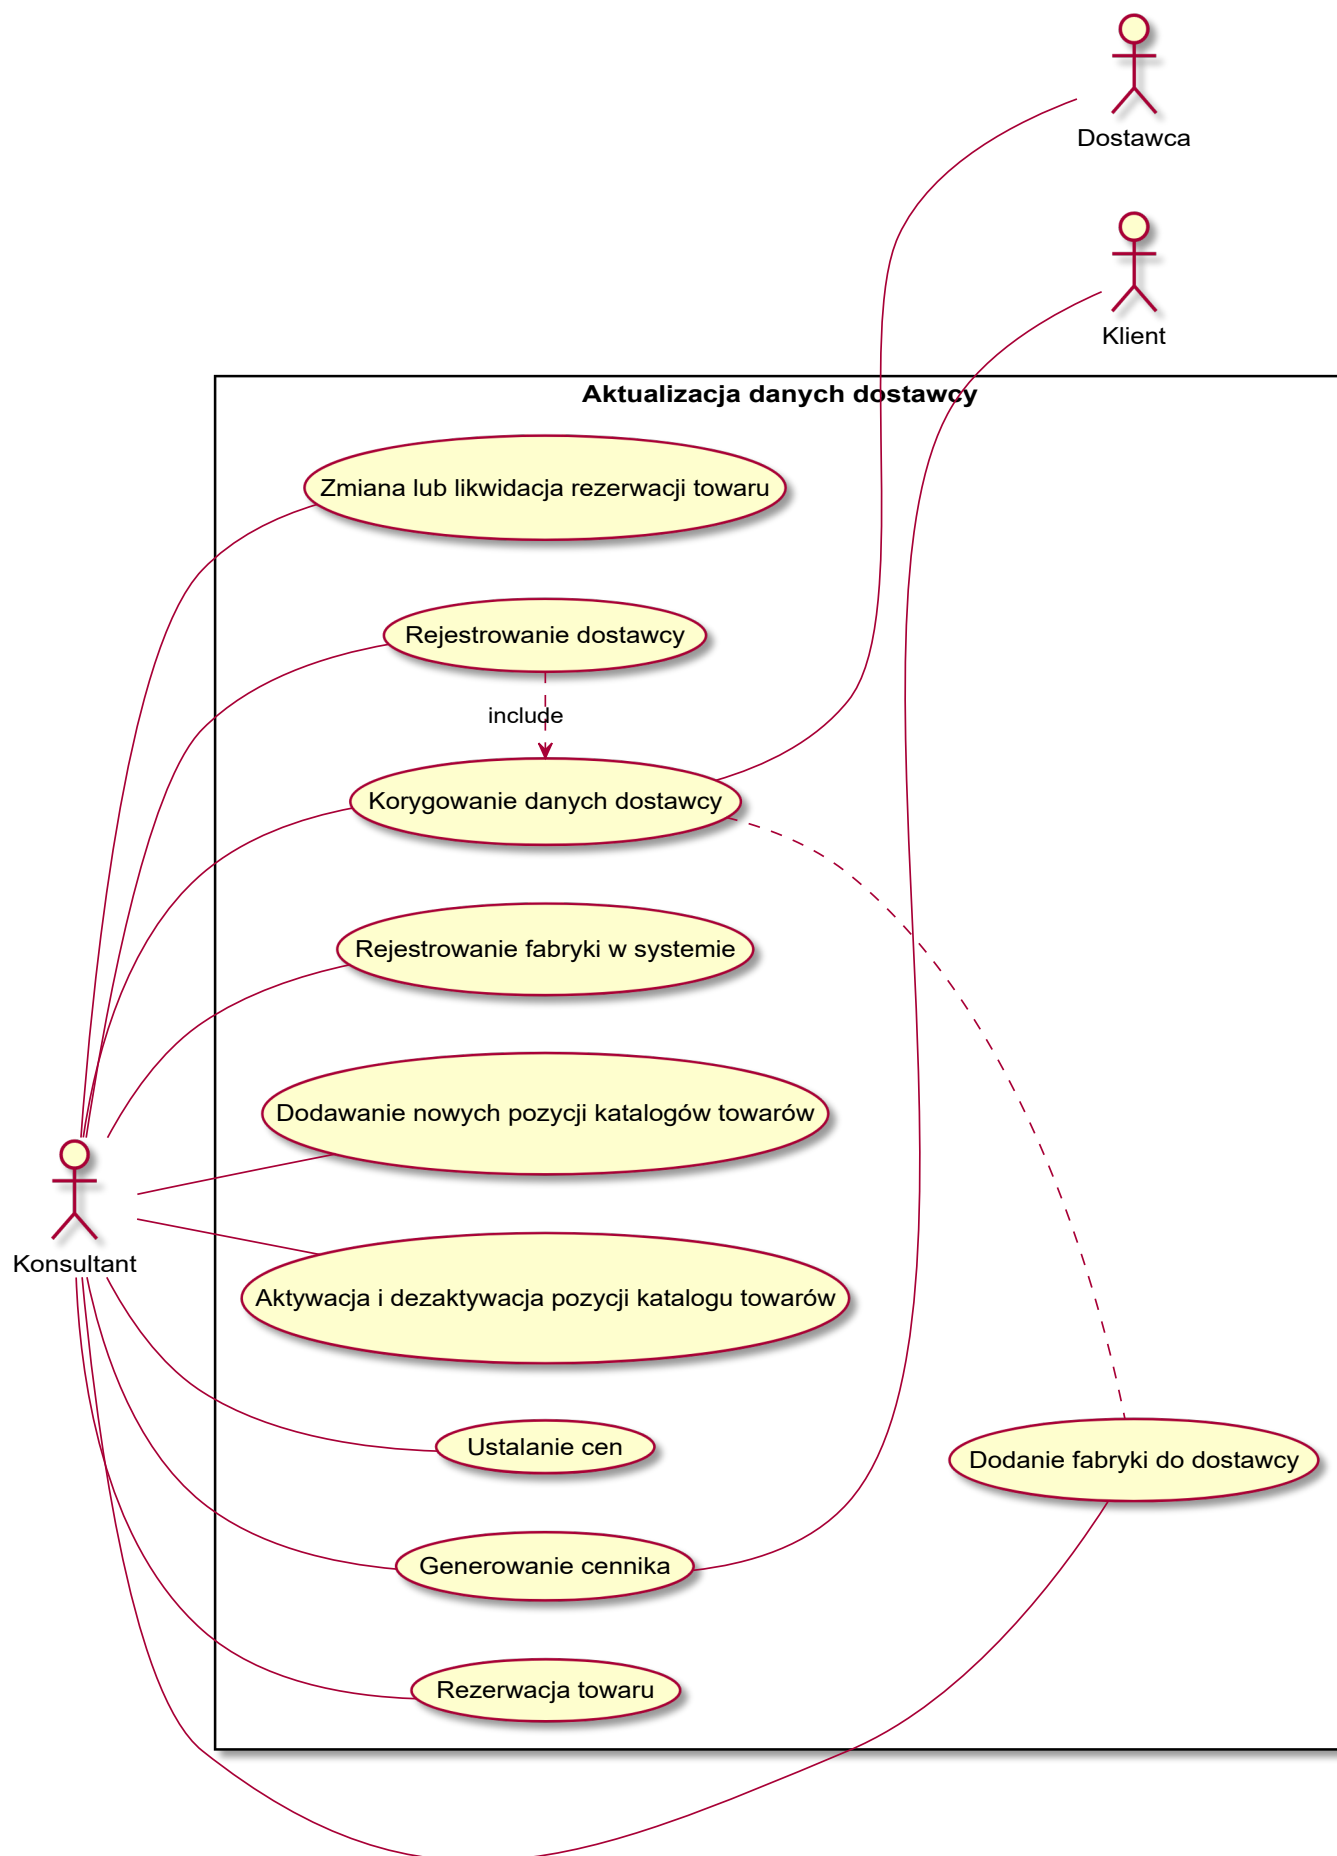 Dostawca
Klient
Aktualizacja danych dostawcy
Zmiana lub likwidacja rezerwacji towaru
Rejestrowanie dostawcy
include
Korygowanie danych dostawcy
Rejestrowanie fabryki w systemie
Dodawanie nowych pozycji katalogów towarów
Konsultant
Aktywacja i dezaktywacja pozycji katalogu towarów
Ustalanie cen
Dodanie fabryki do dostawcy
Generowanie cennika
Rezerwacja towaru